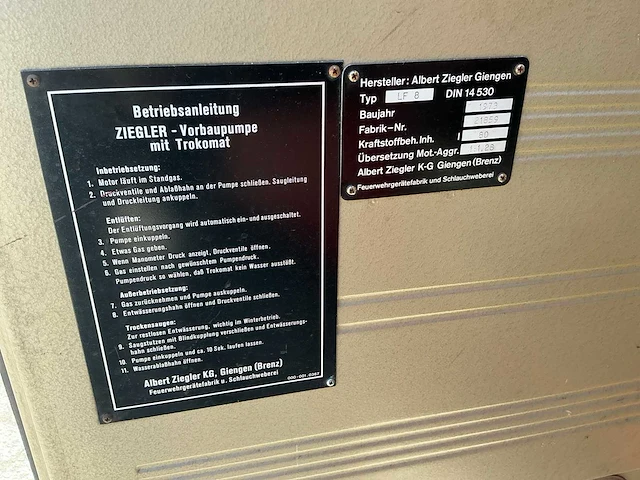 Betriebsanleitung
ZIEGLER - Vorbaupumpe
mit Trokomat
Inbetriebsetzung:
1. Motor läuft im Standgas.
2. Druckventile und Ablaßhahn an der Pumpe schließen. Saugleitung
und Druckleitung ankuppeln.
Entlüften:
Der Entlüftungsvorgang wird automatisch ein- und ausgeschaltet.
3. Pumpe einkuppeln.
4. Etwas Gas geben.
5. Wenn Manometer Druck anzeigt, Druckventile öffnen.
6. Gas einstellen nach gewünschtem Pumpendruck.
Pumpendruck so wählen, daß Trokomat kein Wasser ausstößt.
Außerbetriebsetzung:
7. Gas zurücknehmen und Pumpe auskuppeln.
8. Entwässerungshähne öffnen und Druckventile schließen.
Trockensaugen:
Zur restlosen Entwässerung, wichtig im Winterbetrieb.
9. Saugstutzen mit Blindkupplung verschließen und Entwässerungs-
hahn schließen.
10. Pumpe einkuppeln und ca. 10 Sek. laufen lassen.
11. Wasserablaßhahn öffnen.
Albert Ziegler KG, Giengen (Brenz)
Feuerwehrgerätefabrik u. Schlauchweberei
Hersteller: Albert Ziegler Giengen
Typ LF 8 DIN 14 530
Baujahr 1973
Fabrik-Nr.
Kraftstoffbeh. Inh. l 80
Übersetzung Mot.-Aggr.
Albert Ziegler K-G Giengen (Brenz)
Feuerwehrgerätefabrik und Schlauchweberei